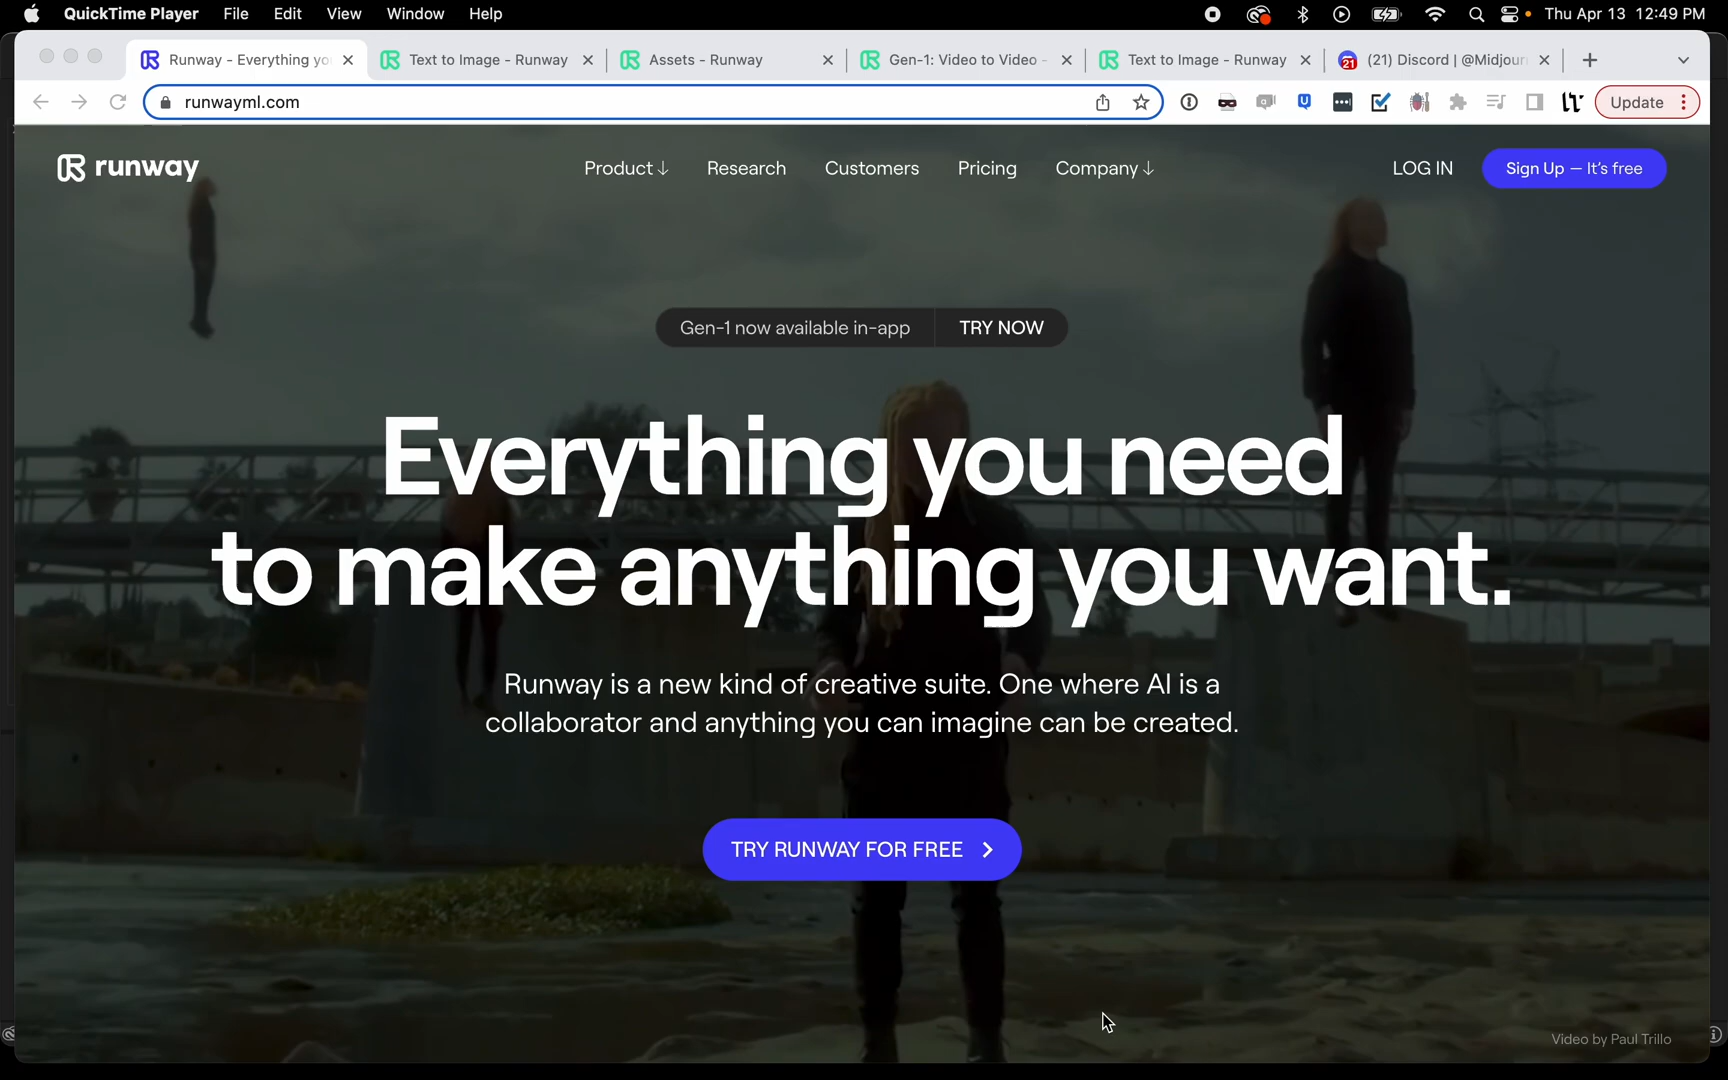 QuickTime Player File Edit View Window Help Thu Apr 13 12:49 PM
Runway - Everything yo
Text to Image - Runway
Assets - Runway
Gen-1: Video to Video -
Text to Image - Runway
(21) Discord | @Midjour
runwayml.com
Update
runway
Product↓ Research Customers Pricing Company↓ LOG IN Sign Up — It's free
Gen-1 now available in-app TRY NOW
Everything you need
to make anything you want.
Runway is a new kind of creative suite. One where AI is a
collaborator and anything you can imagine can be created.
TRY RUNWAY FOR FREE
Video by Paul Trillo